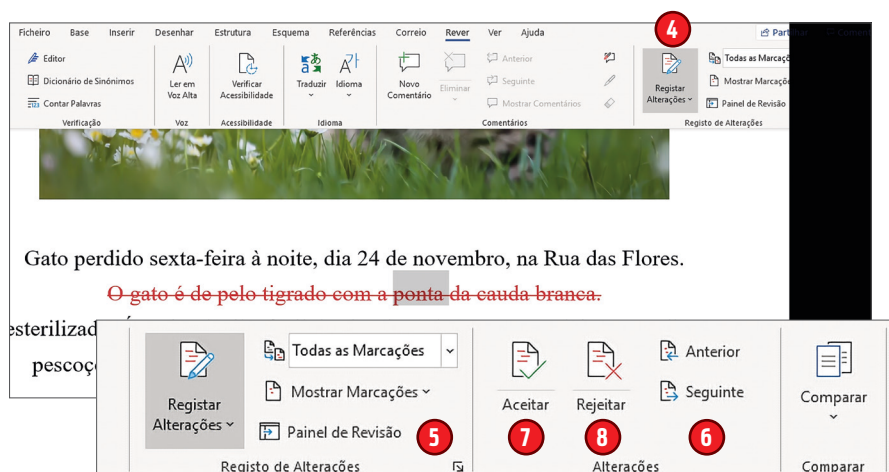 Ficheiro Base Inserir Desenhar Estrutura Esquema Referências Correio Rever Ver Ajuda
4
Editor
Dicionário de Sinónimos
Contar Palavras
Verificação
Ler em
Voz Alta
Voz
Verificar
Acessibilidade
Acessibilidade
Traduzir
Idioma
Idioma
Novo
Comentário
Eliminar
Anterior
Seguinte
Mostrar Comentários
Comentários
Registar
Alterações
Todas as Marcaçõ
Mostrar Marcaçõe
Painel de Revisão
Registo de Alterações
Partilhar
Coment
Gato perdido sexta-feira à noite, dia 24 de novembro, na Rua das Flores.
O gato é de pelo tigrado com a ponta da cauda branca.
esterilizad
pescoç
Registar
Alterações
Todas as Marcações
Mostrar Marcações
Painel de Revisão
5
Registo de Alterações
Aceitar
7
Rejeitar
8
Anterior
Seguinte
6
Alterações
Comparar
Comparar